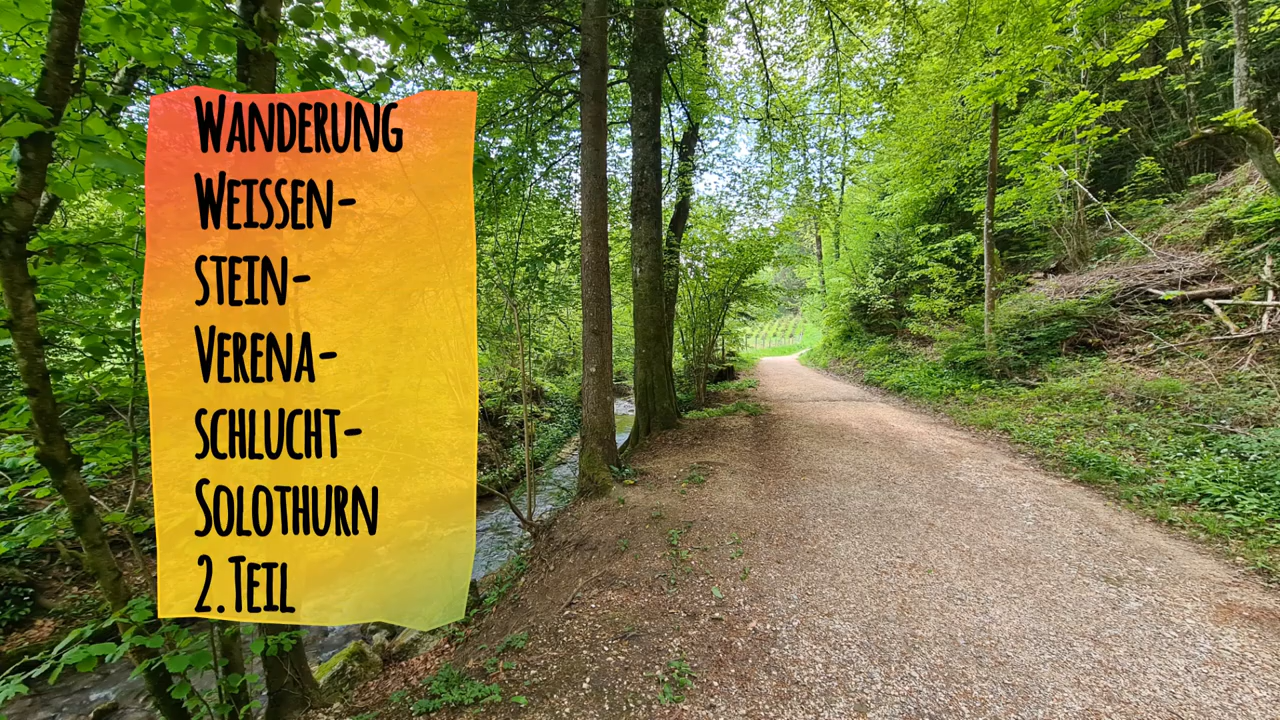 Wanderung
Weissen-
stein-
Verena-
schlucht-
Solothurn
2. Teil